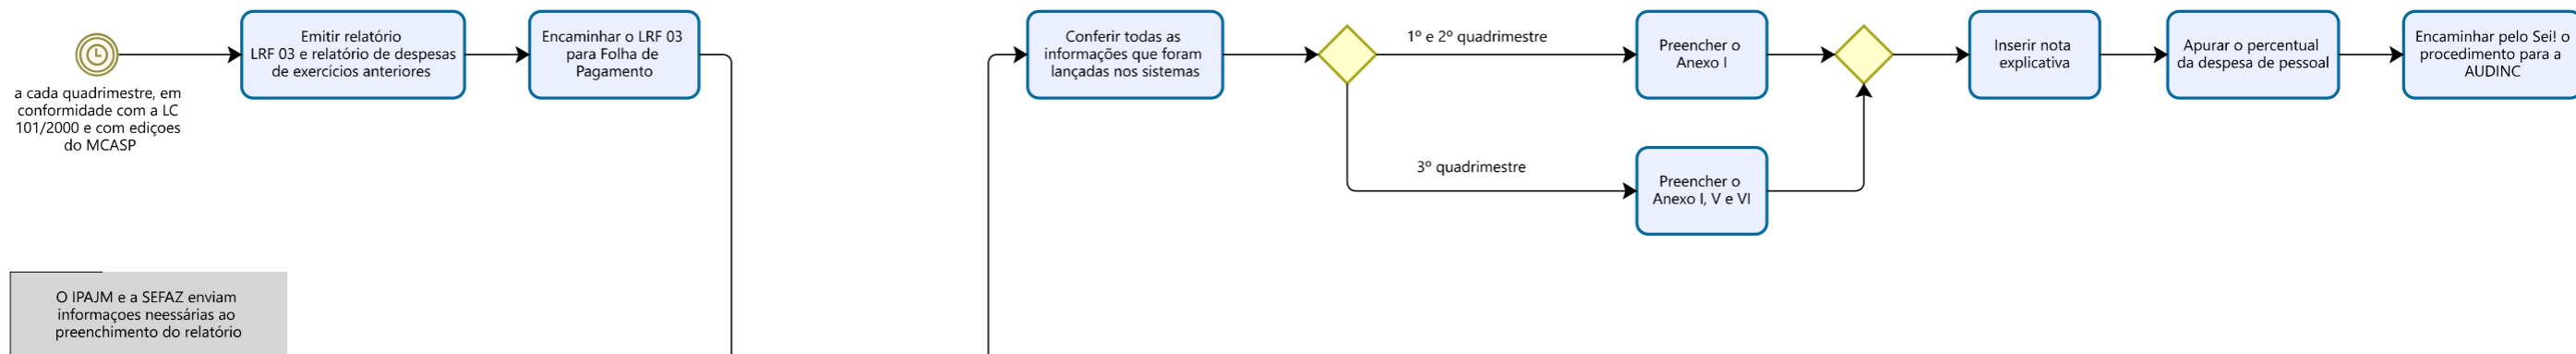 a cada quadrimestre, em
conformidade com a LC
101/2000 e com ediçoes
do MCASP
Emitir relatório
LRF 03 e relatório de despesas
de exercícios anteriores
Encaminhar o LRF 03
para Folha de
Pagamento
Conferir todas as
informações que foram
lançadas nos sistemas
1º e 2º quadrimestre
3º quadrimestre
Preencher o
Anexo I
Preencher o
Anexo I, V e VI
Inserir nota
explicativa
Apurar o percentual
da despesa de pessoal
Encaminhar pelo Sei! o
procedimento para a
AUDINC
O IPAJM e a SEFAZ enviam
informaçoes neessárias ao
preenchimento do relatório